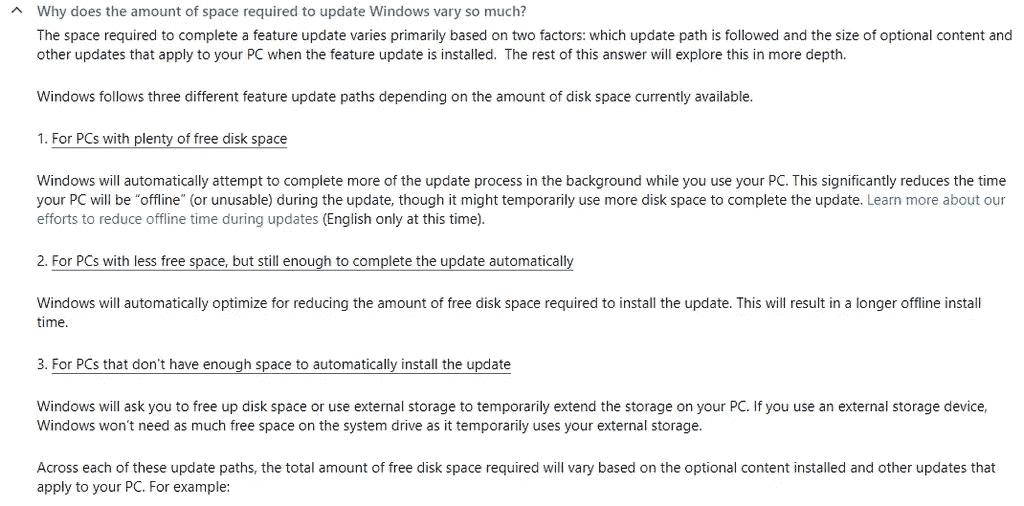 Why does the amount of space required to update Windows vary so much?
The space required to complete a feature update varies primarily based on two factors: which update path is followed and the size of optional content and
other updates that apply to your PC when the feature update is installed.  The rest of this answer will explore this in more depth.
Windows follows three different feature update paths depending on the amount of disk space currently available.
1. For PCs with plenty of free disk space
Windows will automatically attempt to complete more of the update process in the background while you use your PC. This significantly reduces the time
your PC will be "offline" (or unusable) during the update, though it might temporarily use more disk space to complete the update. Learn more about our
efforts to reduce offline time during updates (English only at this time).
2. For PCs with less free space, but still enough to complete the update automatically
Windows will automatically optimize for reducing the amount of free disk space required to install the update. This will result in a longer offline install
time.
3. For PCs that don't have enough space to automatically install the update
Windows will ask you to free up disk space or use external storage to temporarily extend the storage on your PC. If you use an external storage device,
Windows won't need as much free space on the system drive as it temporarily uses your external storage.
Across each of these update paths, the total amount of free disk space required will vary based on the optional content installed and other updates that
apply to your PC. For example: